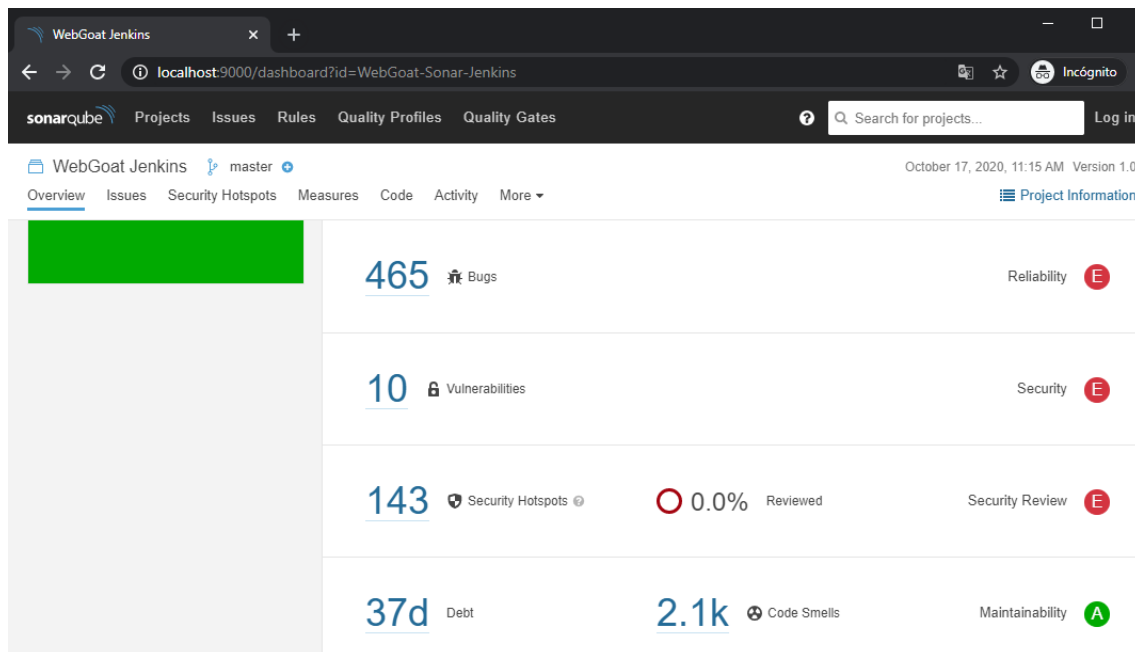 WebGoat Jenkins
localhost:9000/dashboard?id=WebGoat-Sonar-Jenkins
Incógnito
sonarqube Projects Issues Rules Quality Profiles Quality Gates Search for projects... Log in
WebGoat Jenkins master October 17, 2020, 11:15 AM Version 1.0
Overview Issues Security Hotspots Measures Code Activity More Project Information
465 Bugs Reliability E
10 Vulnerabilities Security E
143 Security Hotspots 0.0% Reviewed Security Review E
37d Debt 2.1k Code Smells Maintainability A